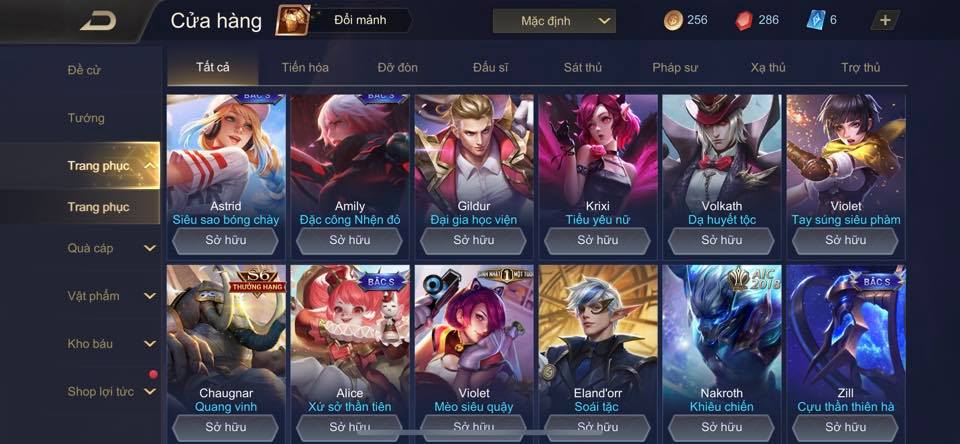 Cửa hàng
Đổi mảnh
Mặc định
256
286
6
Đề cử
Tướng
Trang phục
Trang phục
Quà cáp
Vật phẩm
Kho báu
Shop lợi tức
Tất cả
Tiến hóa
Đỡ đòn
Đấu sĩ
Sát thủ
Pháp sư
Xạ thủ
Trợ thủ
BẬC S
Astrid
Siêu sao bóng chày
Sở hữu
BẬC S
Amily
Đặc công Nhện đỏ
Sở hữu
Gildur
Đại gia học viện
Sở hữu
Krixi
Tiểu yêu nữ
Sở hữu
Volkath
Dạ huyết tộc
Sở hữu
Violet
Tay súng siêu phàm
Sở hữu
S6
THƯỞNG HẠNG
Chaugnar
Quang vinh
Sở hữu
BẬC S
Alice
Xứ sở thần tiên
Sở hữu
SINH NHẬT 1 MỘT TUỔI
Violet
Mèo siêu quậy
Sở hữu
Eland'orr
Soái tặc
Sở hữu
AIC
2018
Nakroth
Khiêu chiến
Sở hữu
BẬC S
Zill
Cựu thần thiên hà
Sở hữu